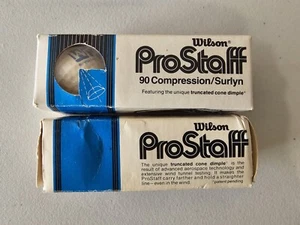 Wilson
ProStaff
90 Compression/Surlyn
Featuring the unique truncated cone dimple*
Wilson
ProStaff
The unique truncated cone dimple* is the
result of advanced aerospace technology and
extensive wind tunnel testing. It makes the
ProStaff carry farther and hold a straighter
line—even in the wind.
*patent pending